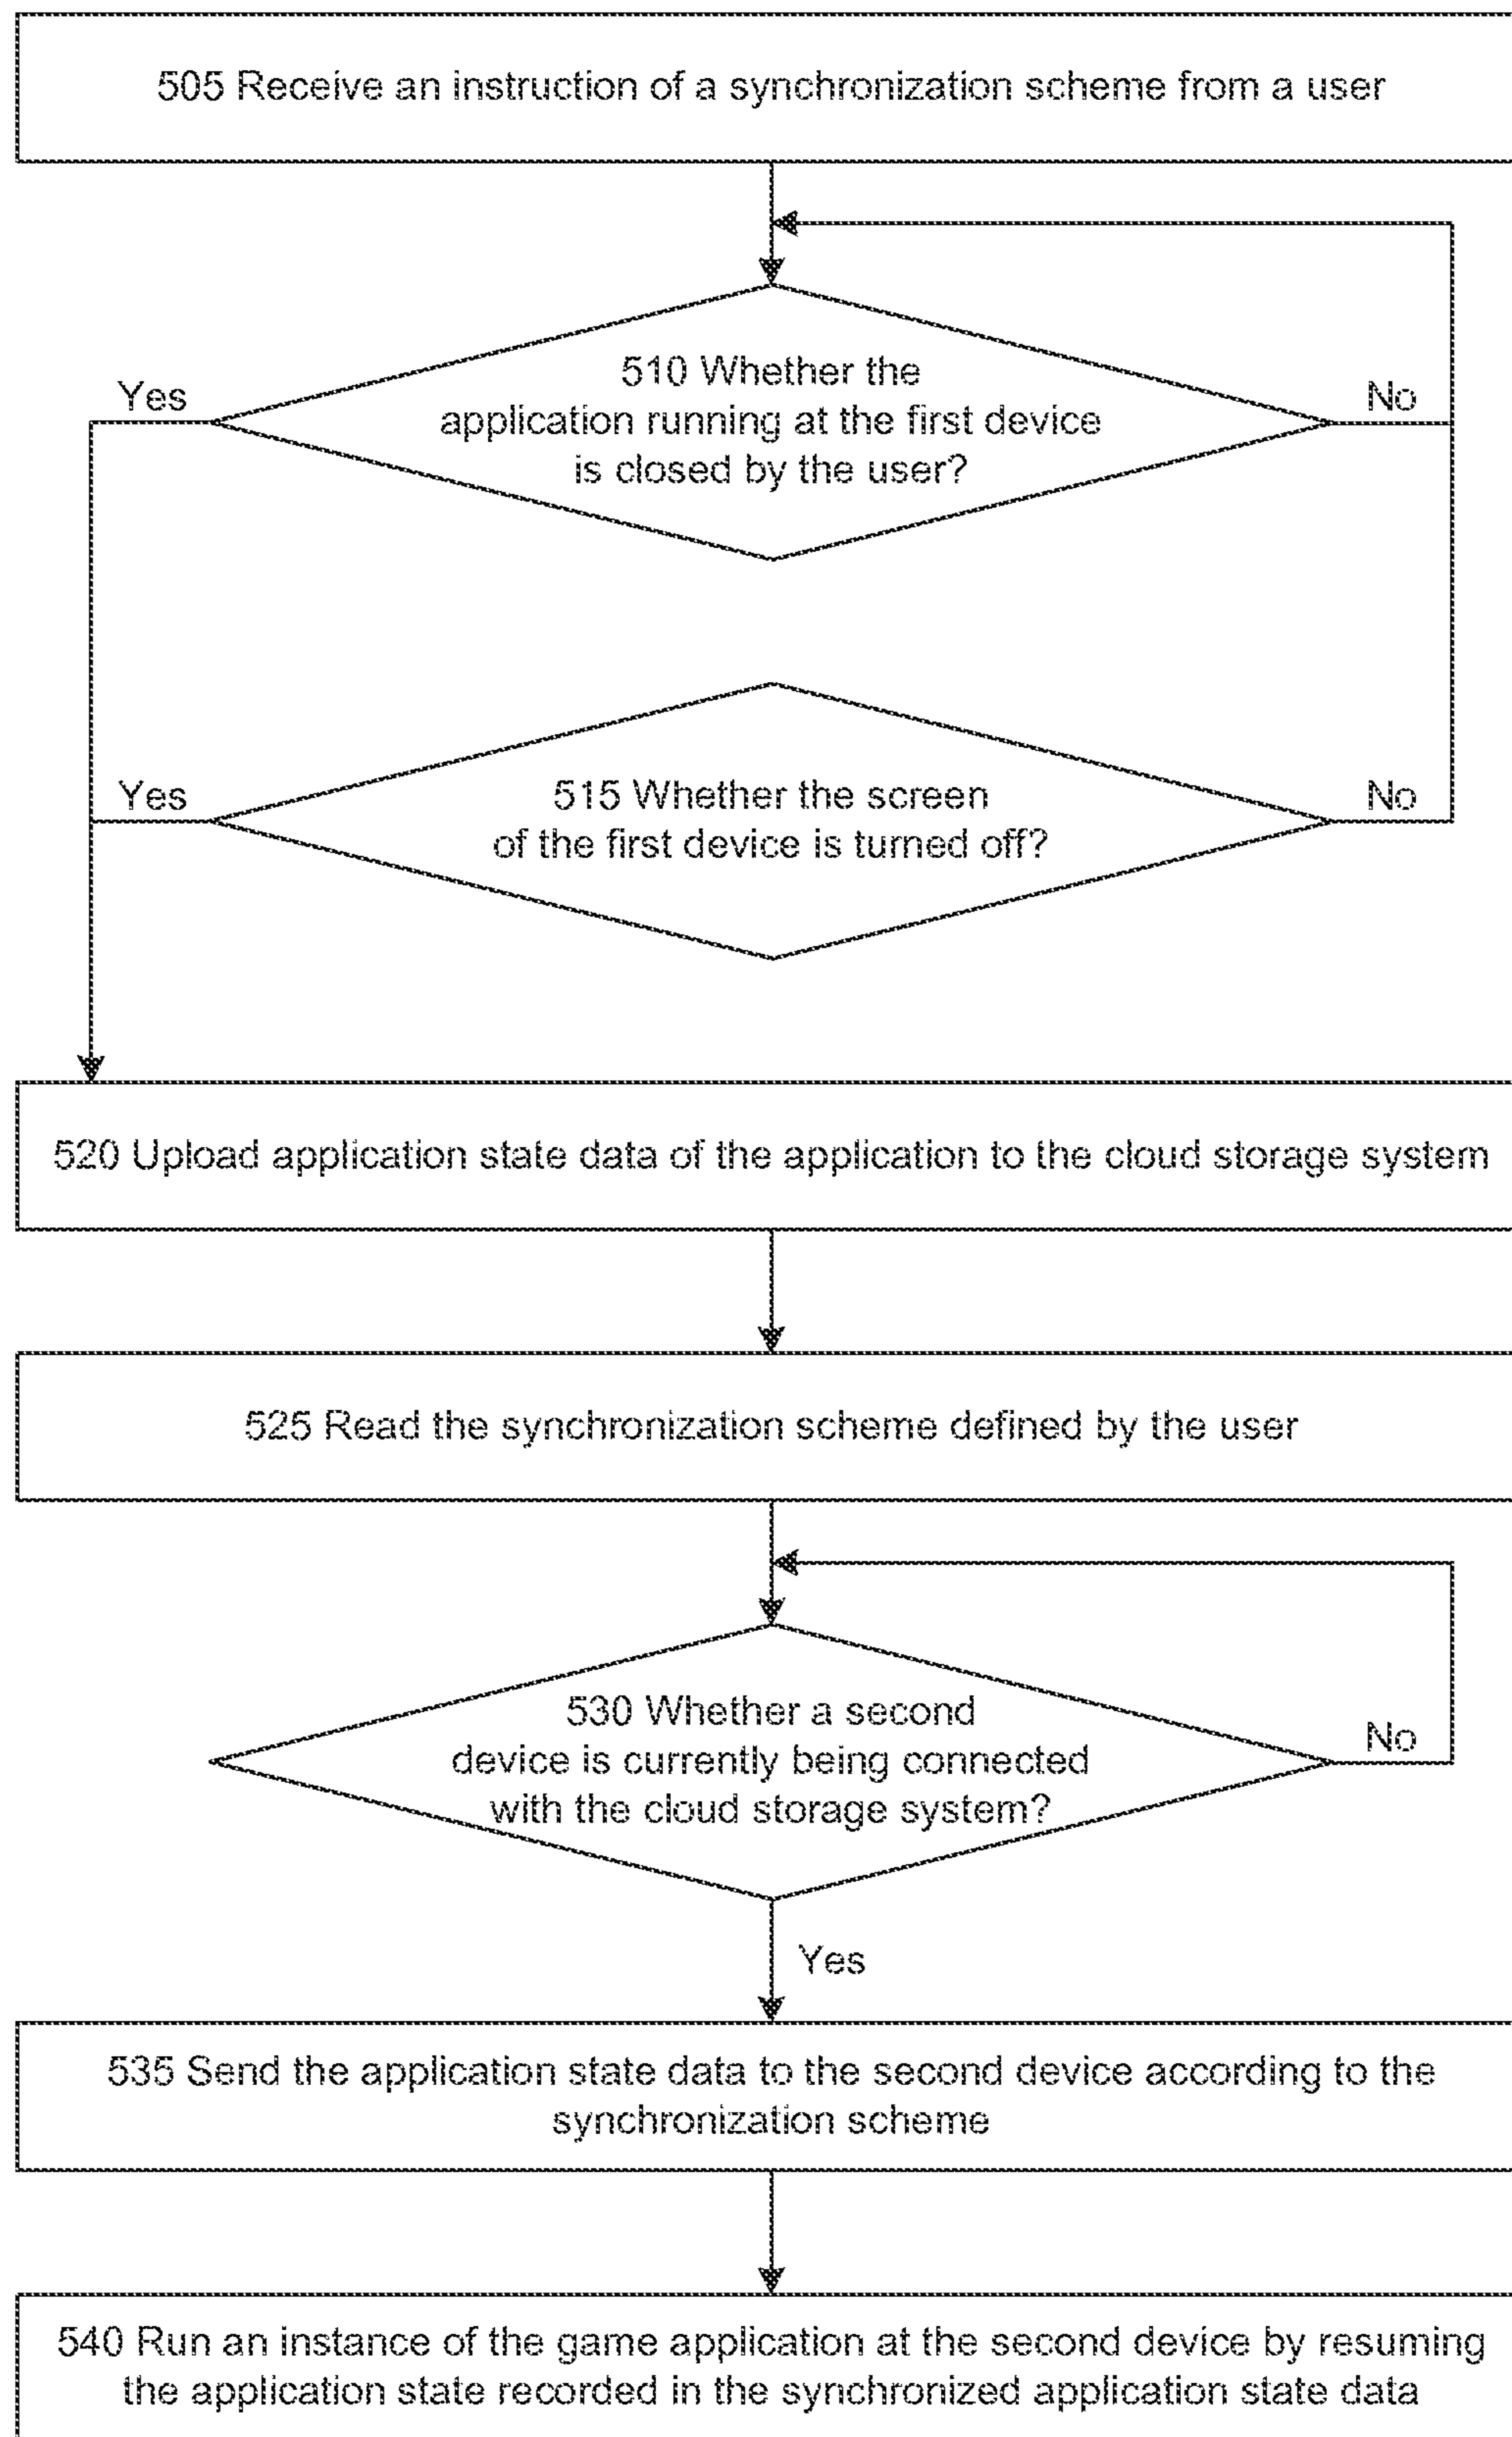 505 Receive an instruction of a synchronization scheme from a user
510 Whether the
application running at the first device
is closed by the user?
Yes
No
515 Whether the screen
of the first device is turned off?
Yes
No
520 Upload application state data of the application to the cloud storage system
525 Read the synchronization scheme defined by the user
530 Whether a second
device is currently being connected
with the cloud storage system?
No
Yes
535 Send the application state data to the second device according to the
synchronization scheme
540 Run an instance of the game application at the second device by resuming
the application state recorded in the synchronized application state data